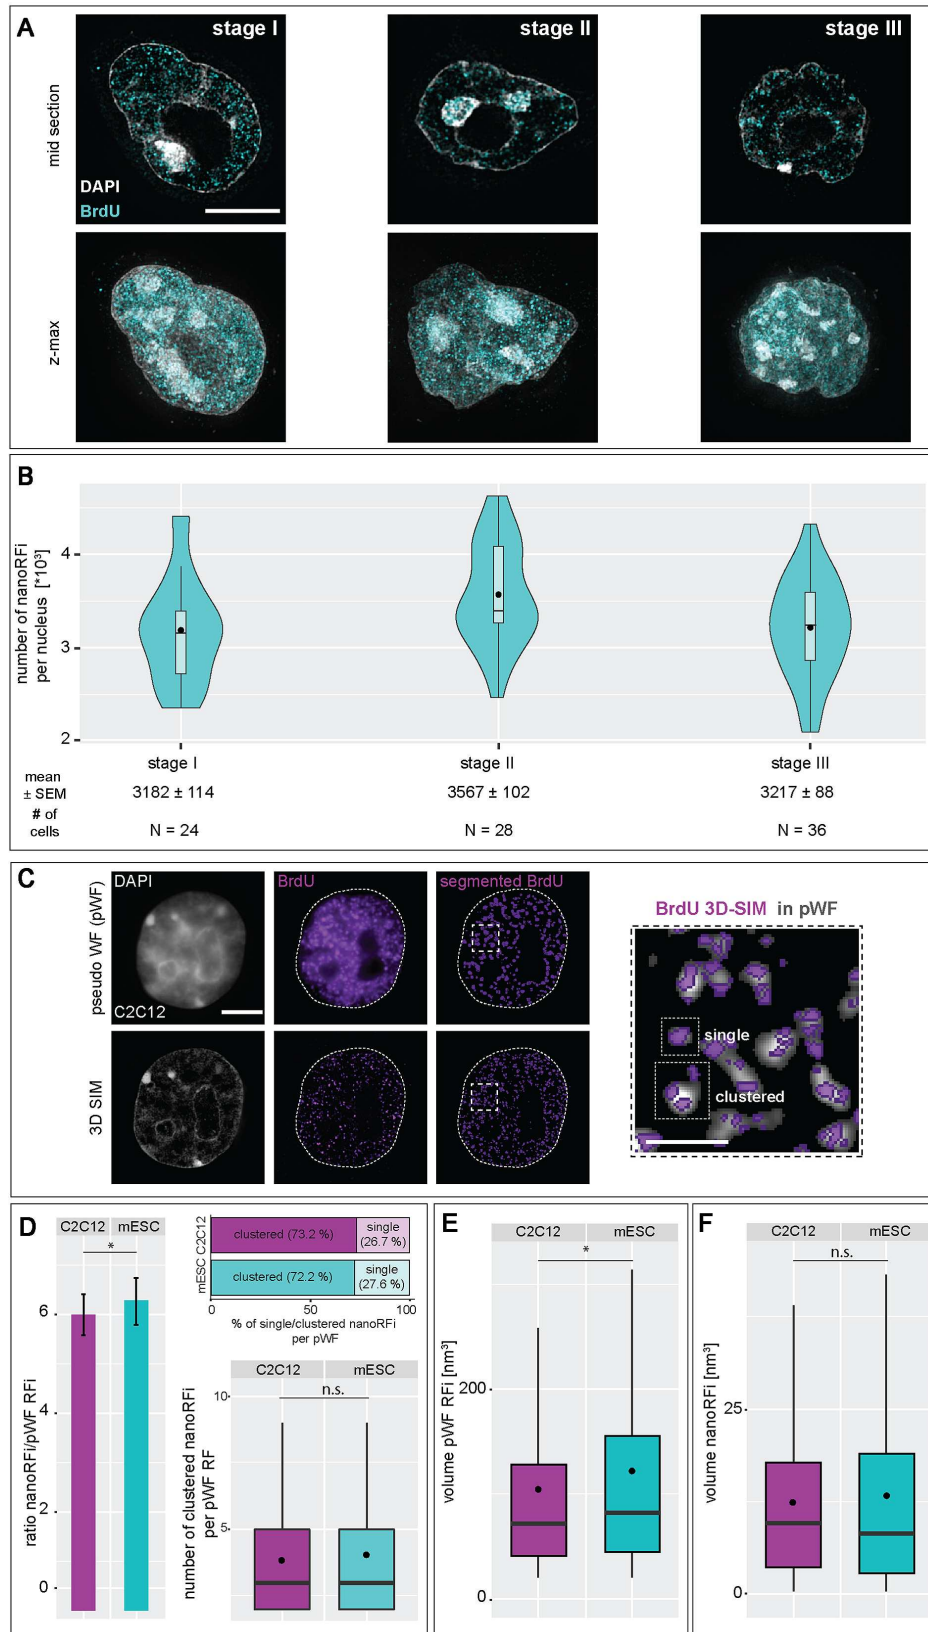 A
stage I
stage II
stage III
mid section
DAPI
BrdU
z-max
B
number of nanoRFi
per nucleus [*10³]
4
3
2
stage I
stage II
stage III
mean
± SEM
3182 ± 114
3567 ± 102
3217 ± 88
# of
cells
N = 24
N = 28
N = 36
C
pseudo WF (pWF)
DAPI
BrdU
segmented BrdU
C2C12
3D SIM
BrdU 3D-SIM in pWF
single
clustered
D
C2C12
mESC
*
ratio nanoRFi/pWF RFi
6
4
2
0
mESC C2C12
clustered (73.2 %)
single
(26.7 %)
clustered (72.2 %)
single
(27.6 %)
0
50
100
% of single/clustered nanoRFi
per pWF
C2C12
mESC
n.s.
number of clustered nanoRFi
per pWF RF
10
5
E
C2C12
mESC
*
volume pWF RFi [nm³]
200
0
F
C2C12
mESC
n.s.
volume nanoRFi [nm³]
25
0